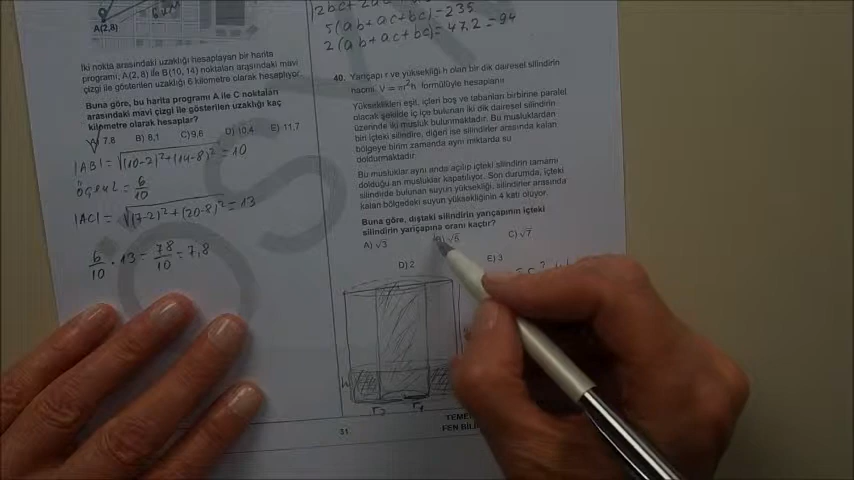 A(2,8)
İki nokta arasındaki uzaklığı hesaplayan bir harita
programı; A(2,8) ile B(10, 14) noktaları arasındaki mavi
çizgi ile gösterilen uzaklığı 6 kilometre olarak hesaplıyor.
Buna göre, bu harita programı A ile C noktaları
arasındaki mavi çizgi ile gösterilen uzaklığı kaç
kilometre olarak hesaplar?
7,8 B) 8,1 C) 9,6 D) 10,4 E) 11,7
|AB| = √(10-2)²+(14-8)² = 10
ÖÇEK = 6/10
|AC| = √(7-2)²+(20-8)² = 13
6/10 . 13 = 78/10 = 7,8
5(ab+ac+bc)=235
2(ab+ac+bc)=47.2=94
40. Yarıçapı r ve yüksekliği h olan bir dik dairesel silindirin
hacmi V = πr²h formülüyle hesaplanır.
Yükseklikleri eşit, içleri boş ve tabanları birbirine paralel
olacak şekilde iç içe bulunan iki dik dairesel silindirin
üzerinde iki musluk bulunmaktadır. Bu musluklardan
biri içteki silindire, diğeri ise silindirler arasında kalan
bölgeye birim zamanda aynı miktarda su
doldurmaktadır.
Bu musluklar aynı anda açılıp içteki silindirin tamamı
dolduğu an musluklar kapatılıyor. Son durumda, içteki
silindirde bulunan suyun yüksekliği, silindirler arasında
kalan bölgedeki suyun yüksekliğinin 4 katı oluyor.
Buna göre, dıştaki silindirin yarıçapının içteki
silindirin yarıçapına oranı kaçtır?
A) √3 √5 C) √7
D) 2 E) 3
31
TEMEL
FEN BİL